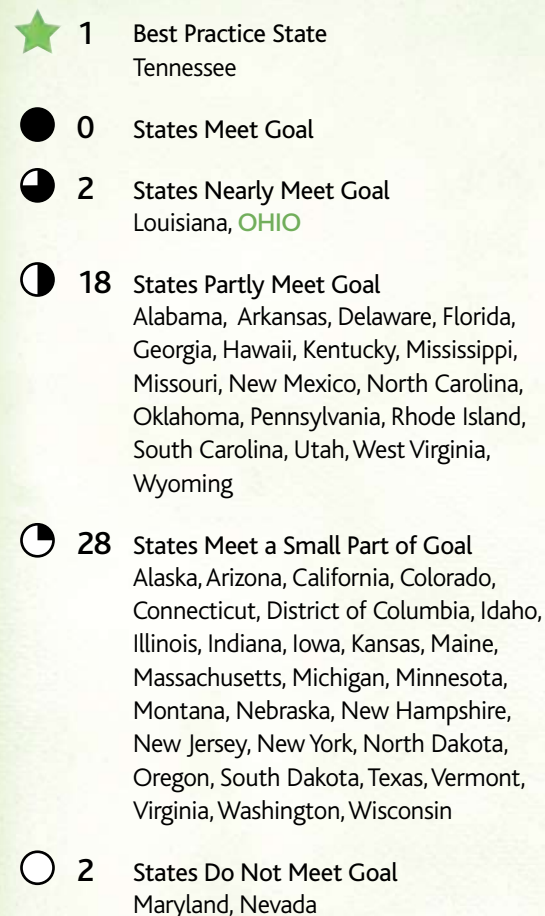 1 Best Practice State
Tennessee
0 States Meet Goal
2 States Nearly Meet Goal
Louisiana, OHIO
18 States Partly Meet Goal
Alabama, Arkansas, Delaware, Florida,
Georgia, Hawaii, Kentucky, Mississippi,
Missouri, New Mexico, North Carolina,
Oklahoma, Pennsylvania, Rhode Island,
South Carolina, Utah, West Virginia,
Wyoming
28 States Meet a Small Part of Goal
Alaska, Arizona, California, Colorado,
Connecticut, District of Columbia, Idaho,
Illinois, Indiana, Iowa, Kansas, Maine,
Massachusetts, Michigan, Minnesota,
Montana, Nebraska, New Hampshire,
New Jersey, New York, North Dakota,
Oregon, South Dakota, Texas, Vermont,
Virginia, Washington, Wisconsin
2 States Do Not Meet Goal
Maryland, Nevada